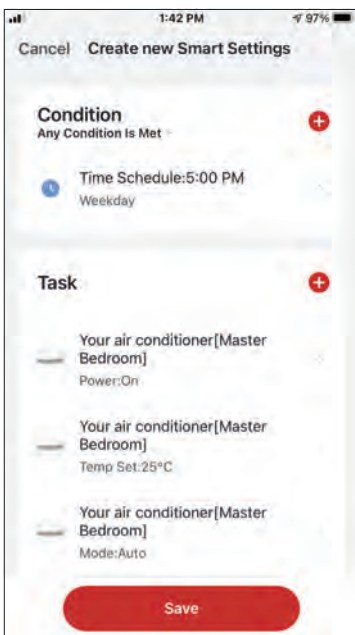 1:42 PM
97%
Cancel Create new Smart Settings
Condition
Any Condition Is Met
Time Schedule:5:00 PM
Weekday
Task
Your air conditioner[Master
Bedroom]
Power:On
Your air conditioner[Master
Bedroom]
Temp Set:25°C
Your air conditioner[Master
Bedroom]
Mode:Auto
Save